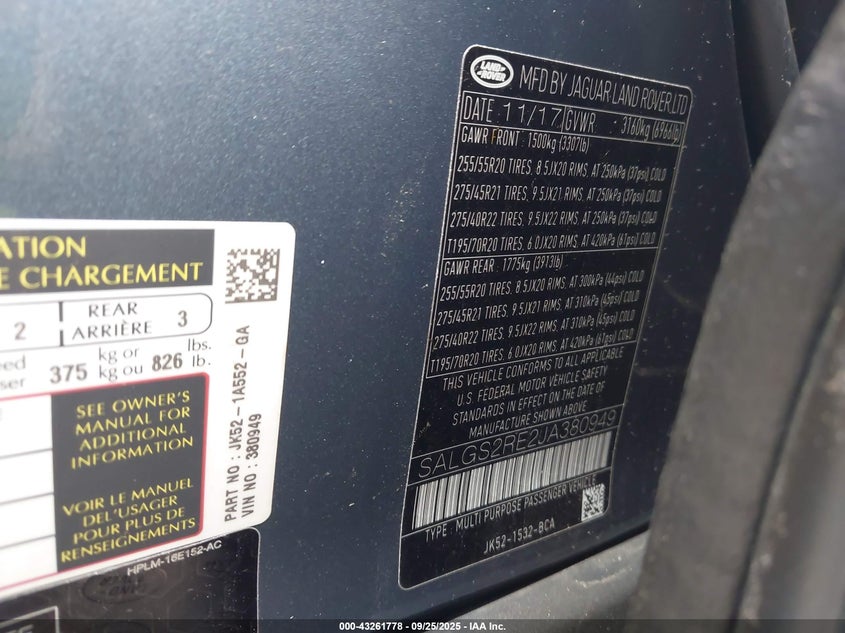 LAND ROVER
MFD BY JAGUAR LAND ROVER LTD
DATE : 11/17 GVWR : 3160kg (6966lb)
GAWR FRONT : 1500kg (3307lb)
255/55R20 TIRES, 8.5JX20 RIMS, AT 250kPa (37psi) COLD
275/45R21 TIRES, 9.5JX21 RIMS, AT 250kPa (37psi) COLD
275/40R22 TIRES, 9.5JX22 RIMS, AT 250kPa (37psi) COLD
T195/70R20 TIRES, 6.0JX20 RIMS, AT 420kPa (61psi) COLD
GAWR REAR : 1775kg (3913lb)
255/55R20 TIRES, 8.5JX20 RIMS, AT 300kPa (44psi) COLD
275/45R21 TIRES, 9.5JX21 RIMS, AT 310kPa (45psi) COLD
275/40R22 TIRES, 9.5JX22 RIMS, AT 310kPa (45psi) COLD
T195/70R20 TIRES, 6.0JX20 RIMS, AT 420kPa (61psi) COLD
THIS VEHICLE CONFORMS TO ALL APPLICABLE
U.S. FEDERAL MOTOR VEHICLE SAFETY
STANDARDS IN EFFECT ON THE DATE OF
MANUFACTURE SHOWN ABOVE
SALGS2RE2JA380949
TYPE : MULTI PURPOSE PASSENGER VEHICLE
JK52-1532-BCA
ATION
E CHARGEMENT
2 REAR ARRIÈRE 3
375 kg or kg ou 826 lbs. lb.
SEE OWNER'S
MANUAL FOR
ADDITIONAL
INFORMATION
VOIR LE MANUEL
DEL'USAGER
POUR PLUS DE
RENSEIGNEMENTS
PART NO : JK52-1A552-GA
VIN NO : 380949
HPLM-16E152-AC
LAND ROVER
000-43261778 - 09/25/2025 - IAA Inc.